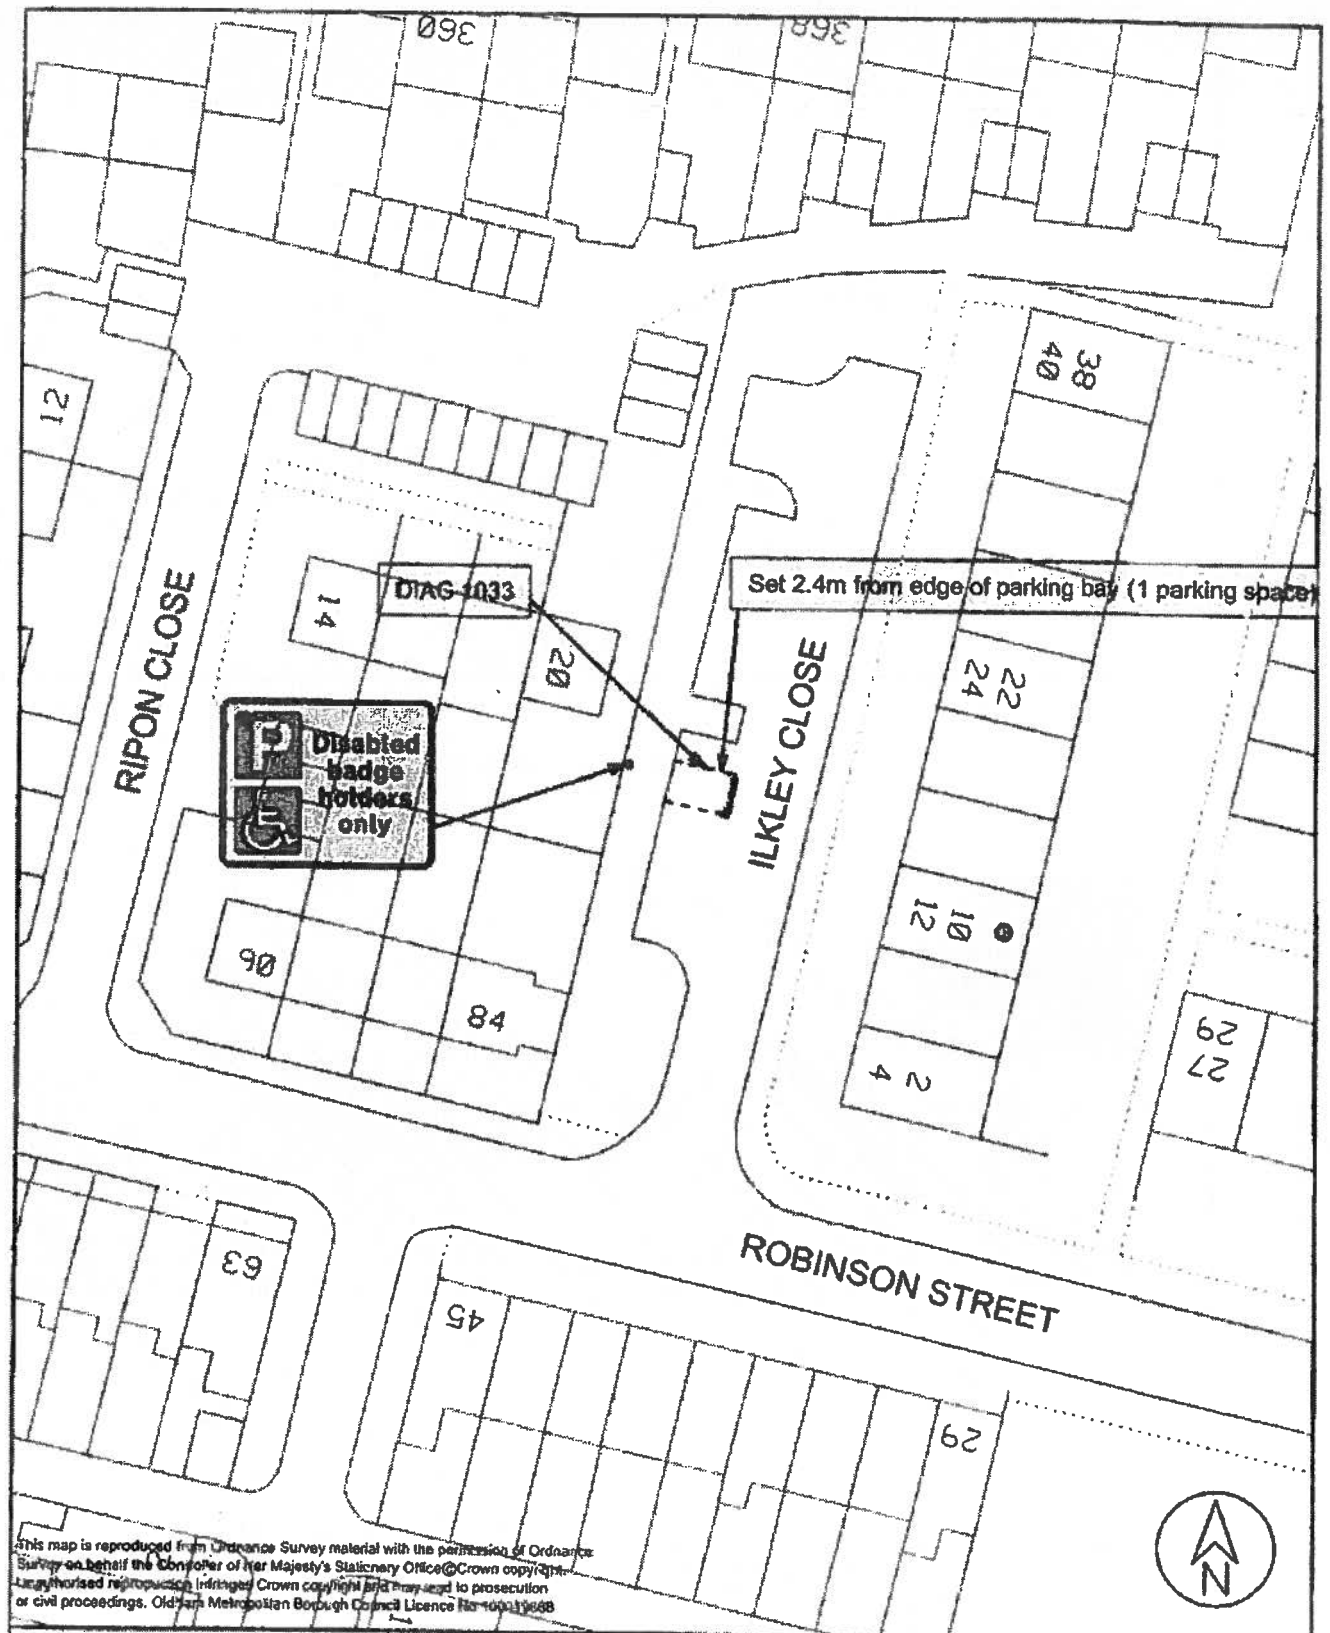 360
368
38
40
12
DIAG 1033
Set 2.4m from edge of parking bay (1 parking space)
14
20
22
24
RIPON CLOSE
ILKLEY CLOSE
P Disabled
badge
holders
only
10
12
90
84
2 4
29
27
63
45
ROBINSON STREET
29
N
This map is reproduced from Ordnance Survey material with the permission of Ordnance
Survey on behalf the Controller of Her Majesty's Stationery Office©Crown copyright.
Unauthorised reproduction infringes Crown copyright and may lead to prosecution
or civil proceedings. Oldham Metropolitan Borough Council Licence No